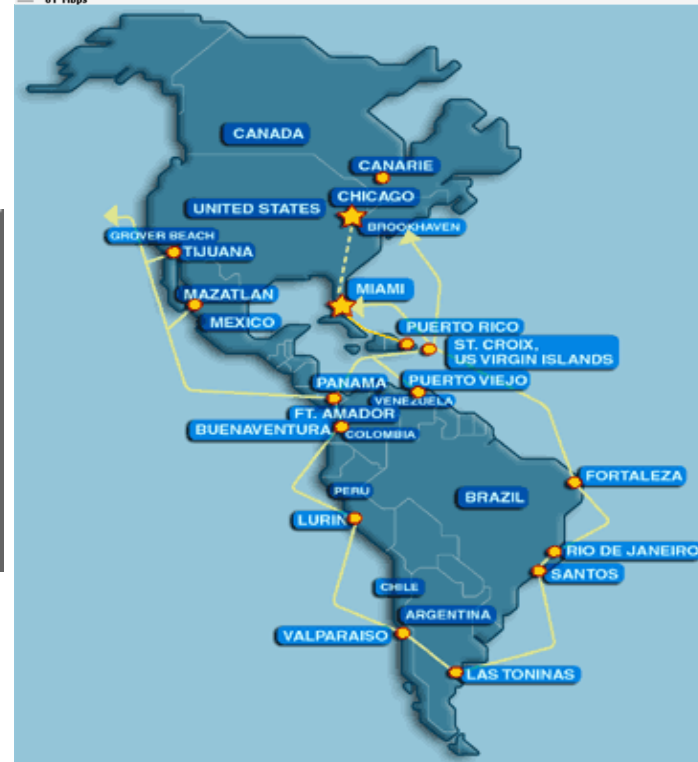 CANADA
CANARIE
CHICAGO
UNITED STATES
BROOKHAVEN
GROVER BEACH
TIJUANA
MIAMI
MAZATLAN
MEXICO
PUERTO RICO
ST. CROIX,
US VIRGIN ISLANDS
PANAMA
PUERTO VIEJO
VENEZUELA
FT. AMADOR
BUENAVENTURA
COLOMBIA
FORTALEZA
PERU
BRAZIL
LURIN
RIO DE JANEIRO
SANTOS
CHILE
ARGENTINA
VALPARAISO
LAS TONINAS